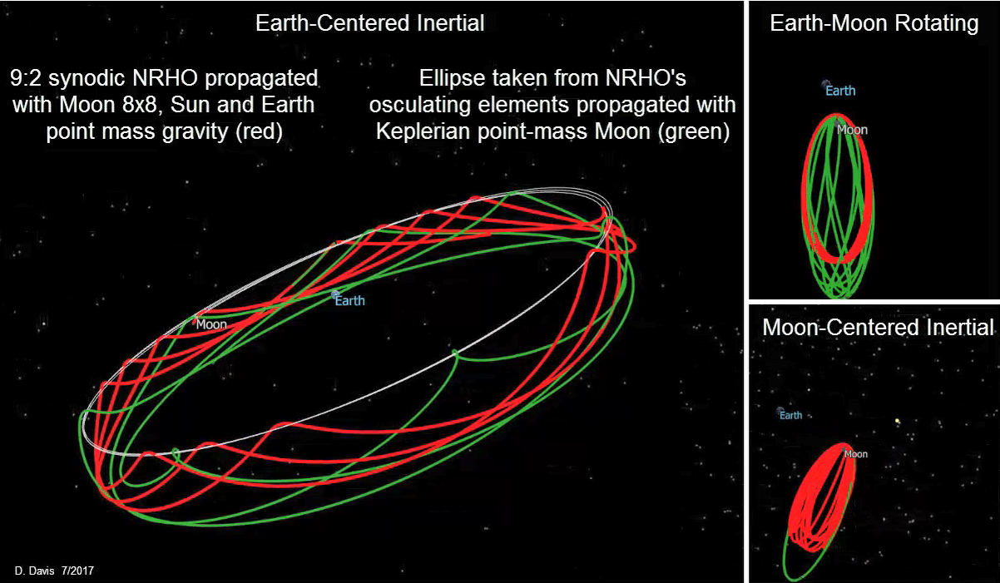 Earth-Centered Inertial
9:2 synodic NRHO propagated
with Moon 8x8, Sun and Earth
point mass gravity (red)
Ellipse taken from NRHO's
osculating elements propagated with
Keplerian point-mass Moon (green)
Earth
Moon
D. Davis 7/2017
Earth-Moon Rotating
Earth
Moon
Moon-Centered Inertial
Earth
Moon